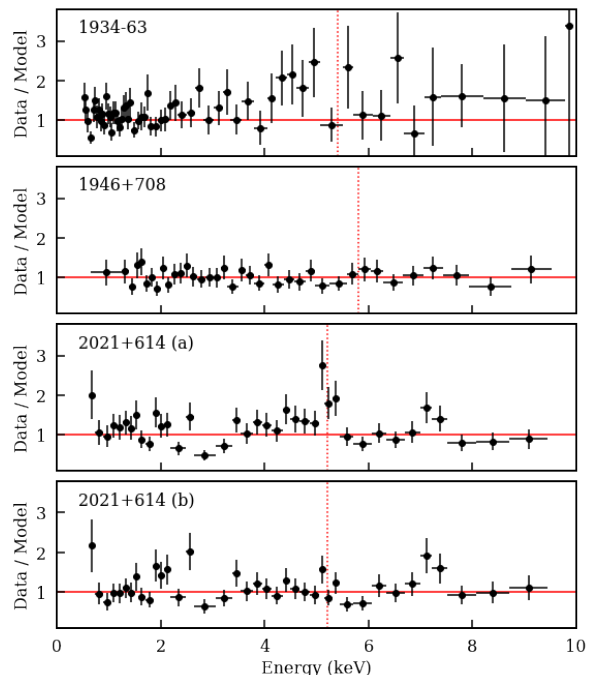 1934-63
Data / Model
3
2
1
1946+708
Data / Model
3
2
1
2021+614 (a)
Data / Model
3
2
1
2021+614 (b)
Data / Model
3
2
1
0 2 4 6 8 10
Energy (keV)